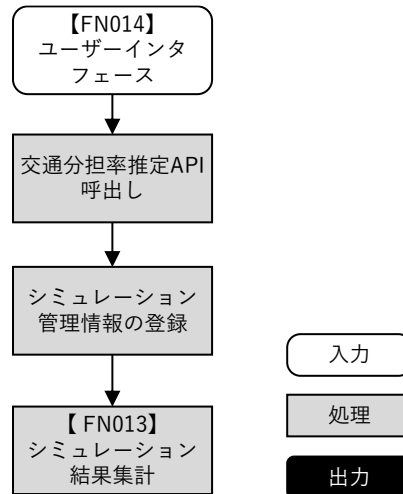 【FN014】
ユーザーインタ
フェース
交通分担率推定API
呼出し
シミュレーション
管理情報の登録
【 FN013】
シミュレーション
結果集計
入力
処理
出力